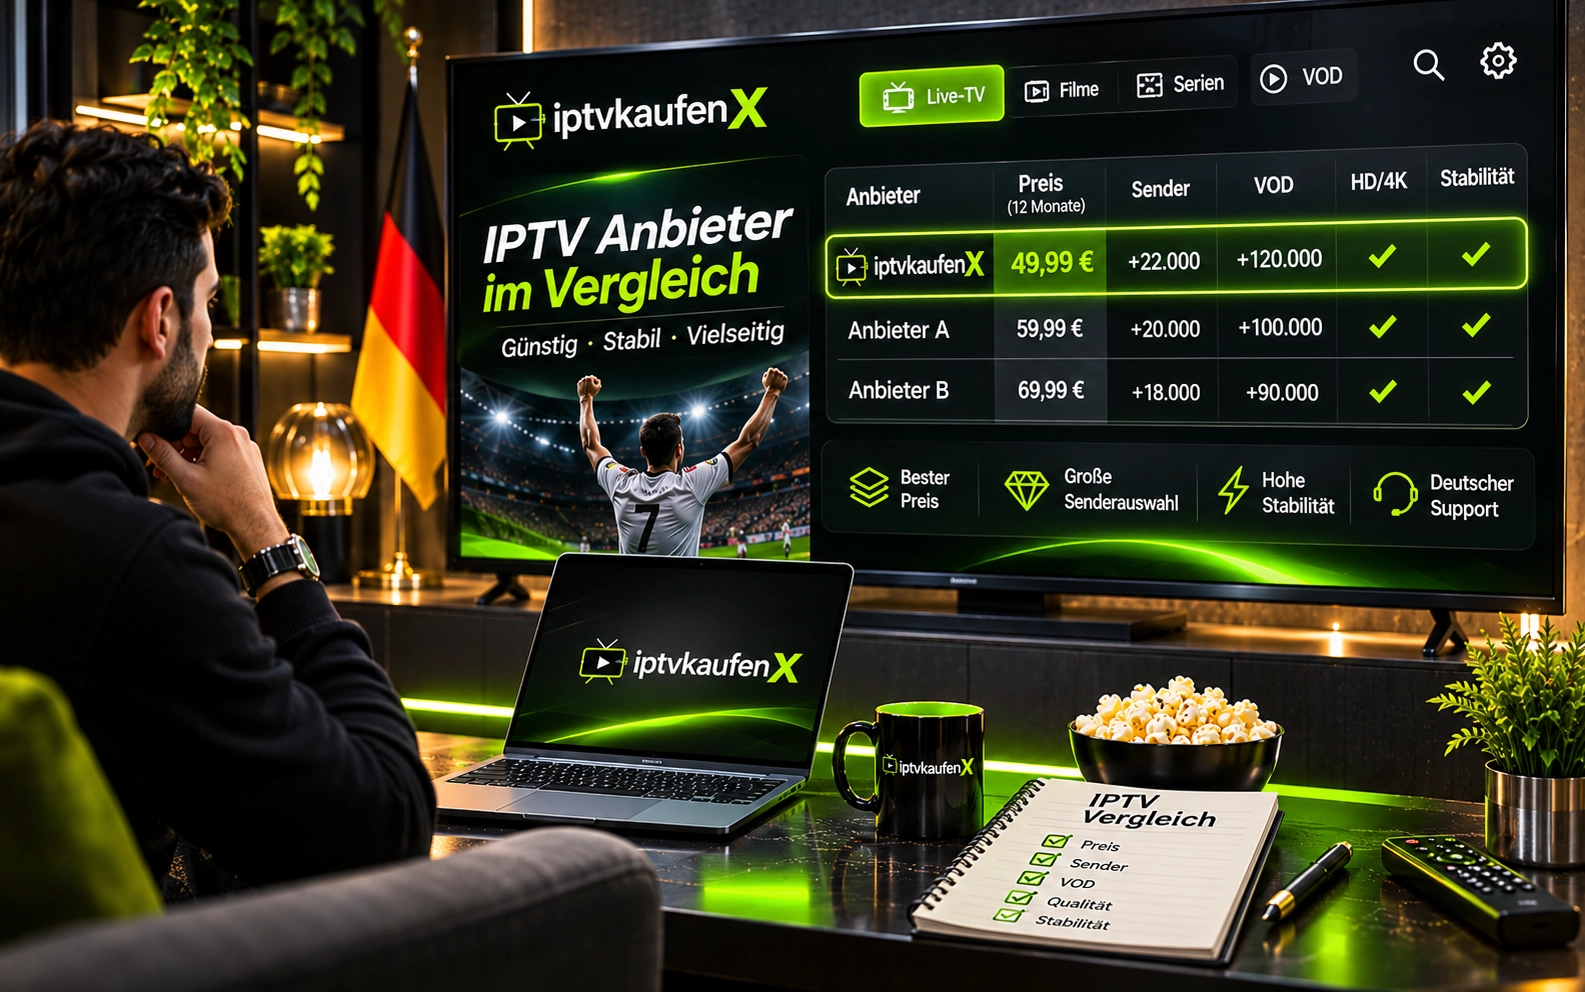 iptvkaufenX
IPTV Anbieter
im Vergleich
Günstig · Stabil · Vielseitig
7
Live-TV
Filme
Serien
VOD
Anbieter Preis (12 Monate) Sender VOD HD/4K Stabilität
iptvkaufenX 49,99 € +22.000 +120.000
Anbieter A 59,99 € +20.000 +100.000
Anbieter B 69,99 € +18.000 +90.000
Bester
Preis
Große
Senderauswahl
Hohe
Stabilität
Deutscher
Support
iptvkaufenX
iptvkaufenX
IPTV
Vergleich
Preis
Sender
VOD
Qualität
Stabilität